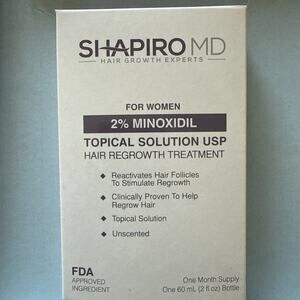 SHAPIRO MD
HAIR GROWTH EXPERTS
FOR WOMEN
2% MINOXIDIL
TOPICAL SOLUTION USP
HAIR REGROWTH TREATMENT
Reactivates Hair Follicles
To Stimulate Regrowth
Clinically Proven To Help
Regrow Hair
Topical Solution
Unscented
FDA
APPROVED
INGREDIENT
One Month Supply
One 60 mL (2 fl oz) Bottle